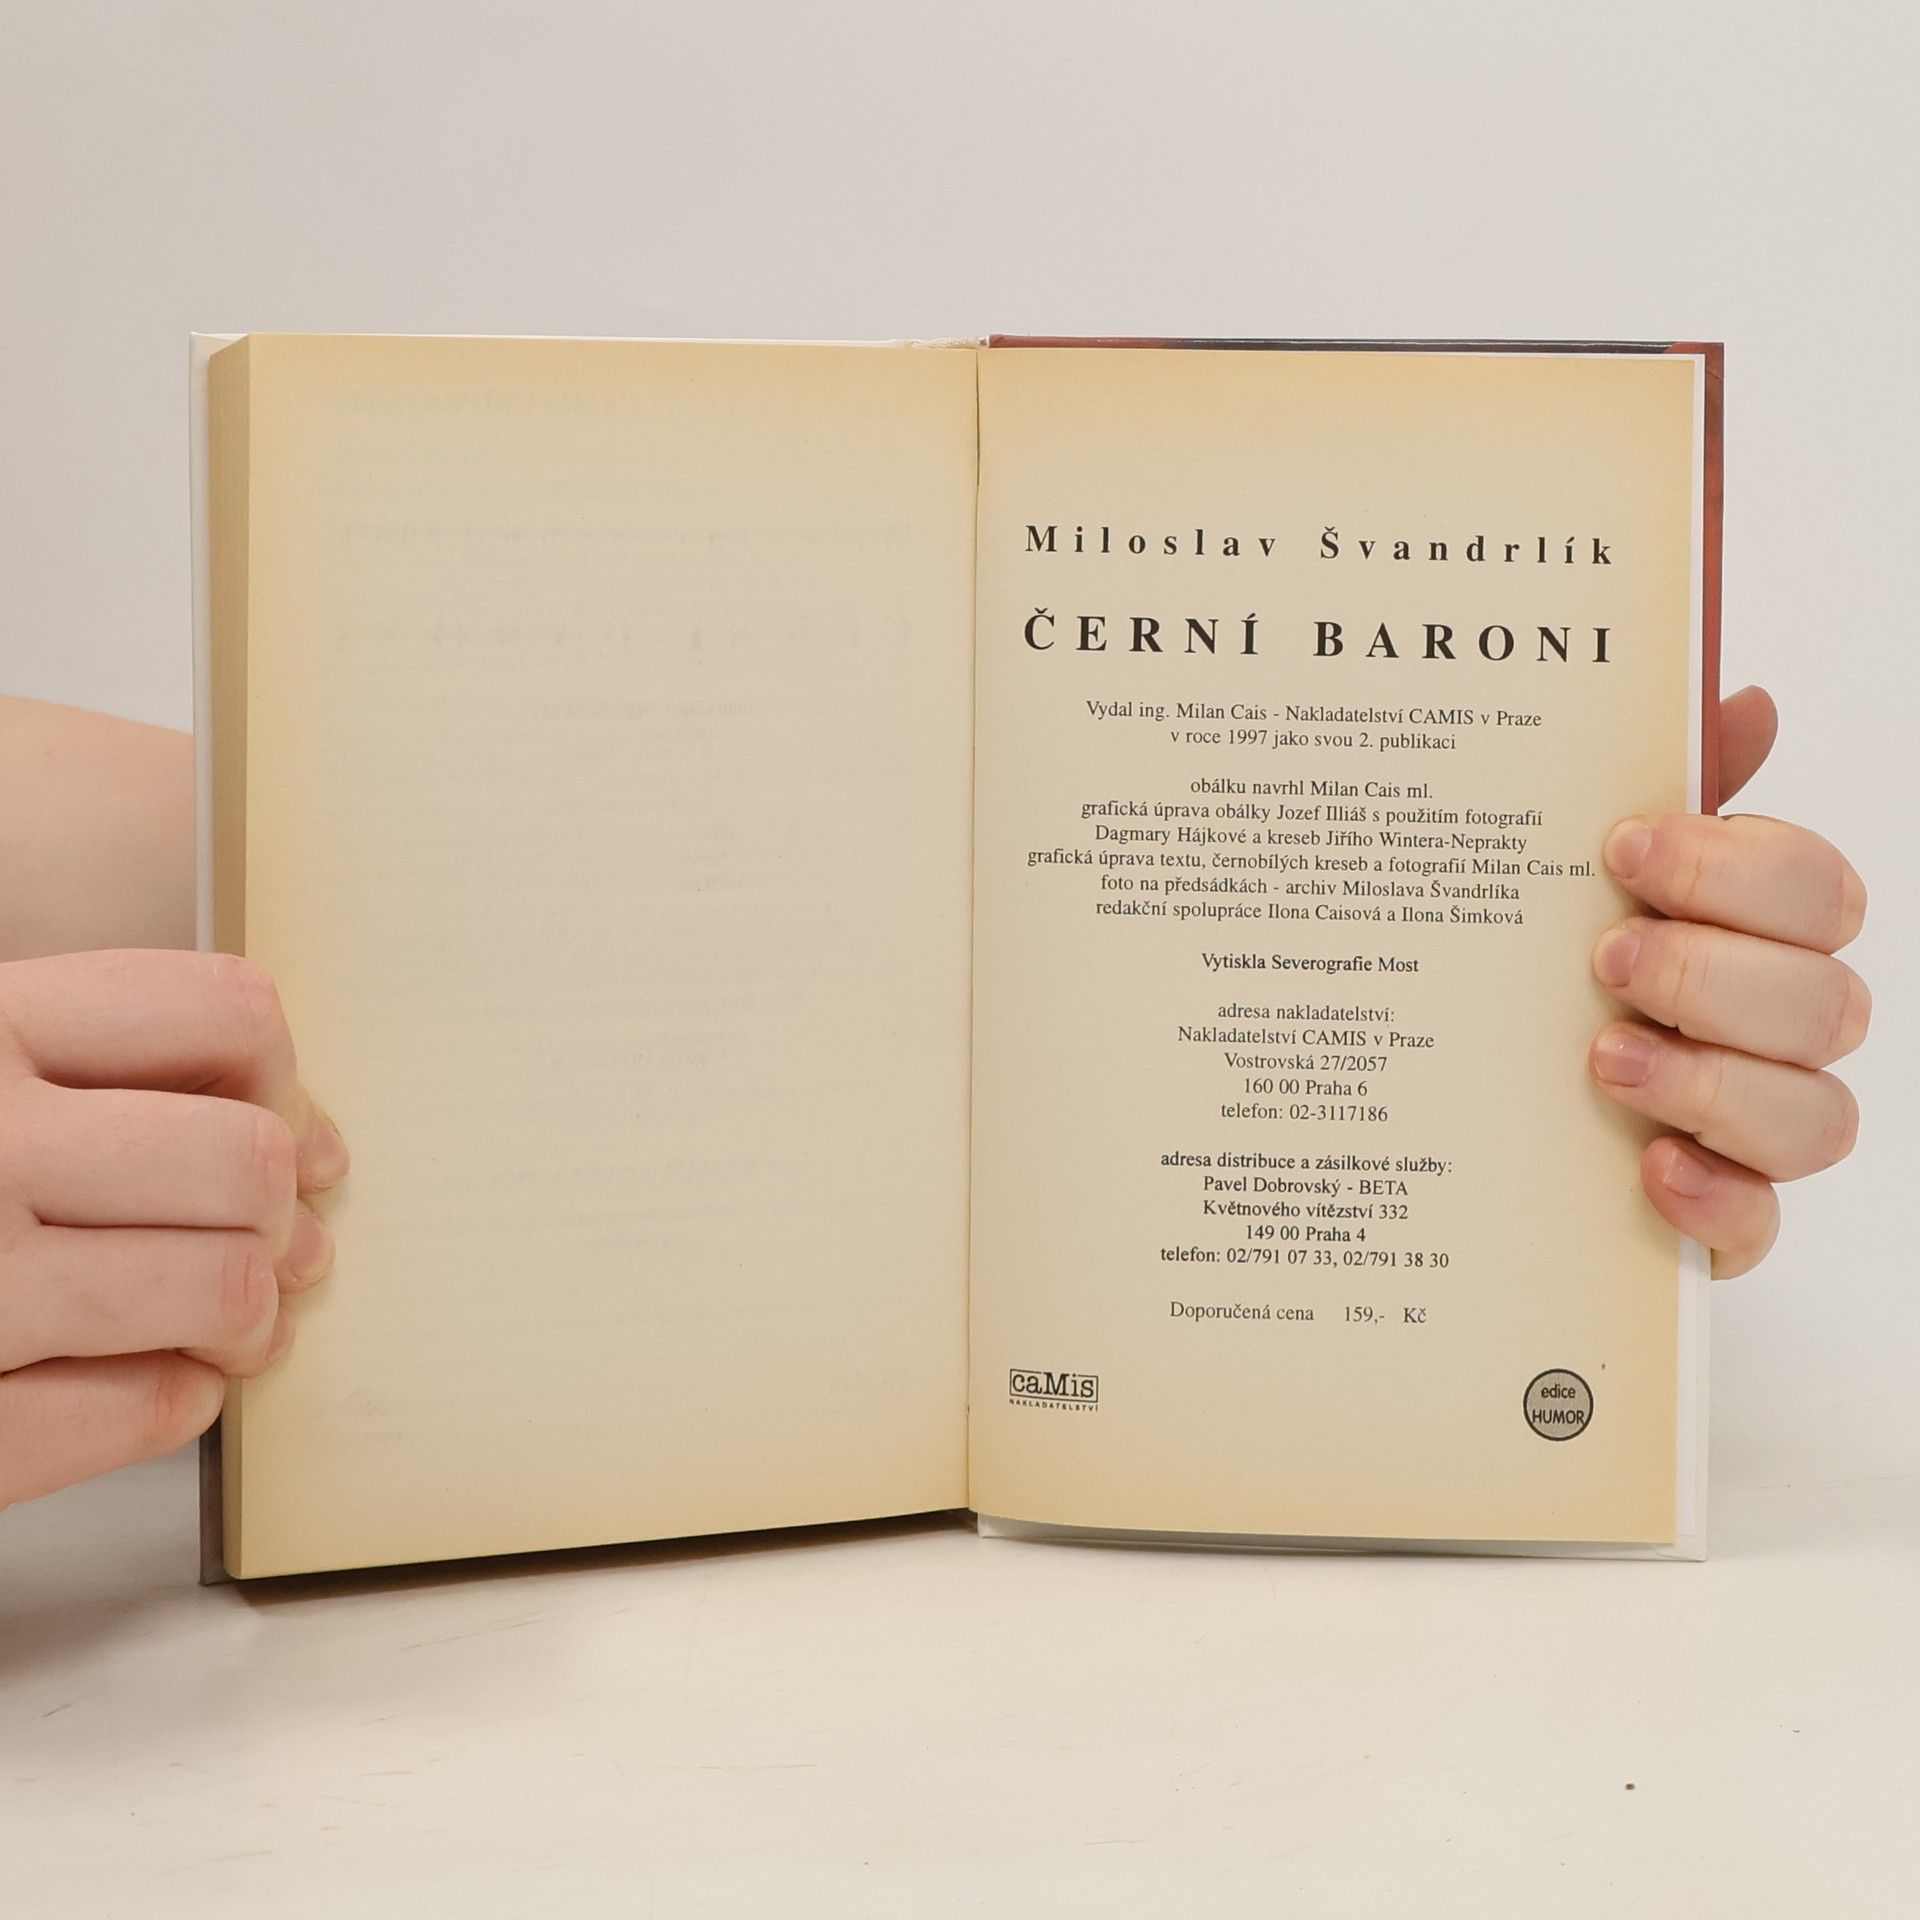 Miloslav Švandrlík
ČERNÍ BARONI
Vydal ing. Milan Cais - Nakladatelství CAMIS v Praze
v roce 1997 jako svou 2. publikaci
obálku navrhl Milan Cais ml.
grafická úprava obálky Jozef Illiáš s použitím fotografií
Dagmary Hájkové a kreseb Jiřího Wintera-Neprakty
grafická úprava textu, černobílých kreseb a fotografií Milan Cais ml.
foto na předsádkách - archiv Miloslava Švandrlíka
redakční spolupráce Ilona Caisová a Ilona Šimková
Vytiskla Severografie Most
adresa nakladatelství:
Nakladatelství CAMIS v Praze
Vostrovská 27/2057
160 00 Praha 6
telefon: 02-3117186
adresa distribuce a zásilkové služby:
Pavel Dobrovský - BETA
Květnového vítězství 332
149 00 Praha 4
telefon: 02/791 07 33, 02/791 38 30
Doporučená cena 159,- Kč
caMis
NAKLADATELSTVÍ
edice
HUMOR